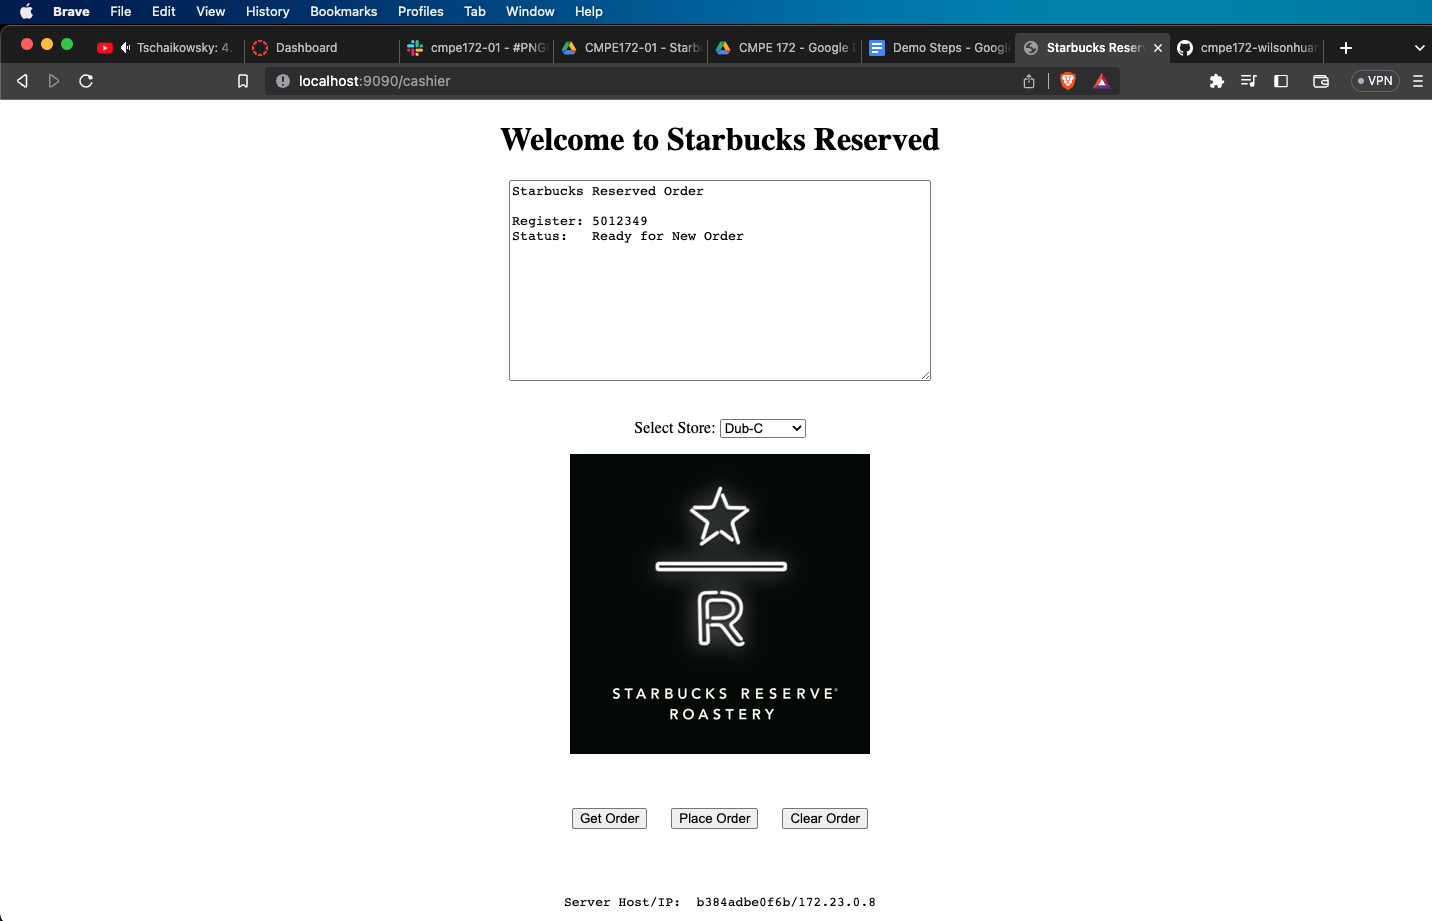 Brave File Edit View History Bookmarks Profiles Tab Window Help
Tschaikowsky: 4. Dashboard cmpe172-01 - #PNG CMPE172-01 - Starb CMPE 172 - Google Demo Steps - Googl Starbucks Reser cmpe172-wilsonhuar
localhost:9090/cashier VPN
Welcome to Starbucks Reserved
Starbucks Reserved Order
Register: 5012349
Status: Ready for New Order
Select Store: Dub-C
R
STARBUCKS RESERVE
ROASTERY
Get Order Place Order Clear Order
Server Host/IP: b384adbe0f6b/172.23.0.8